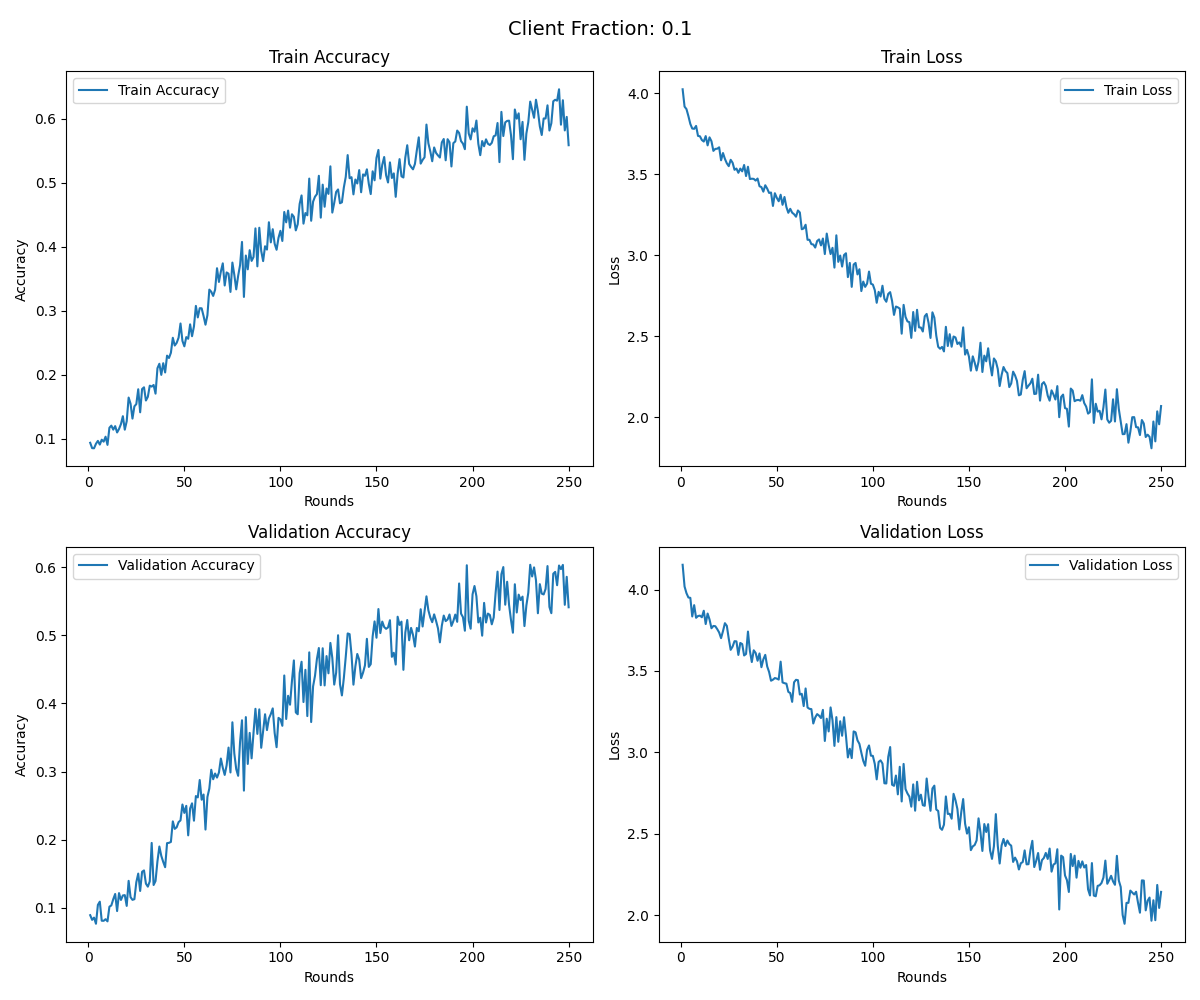 Client Fraction: 0.1
Train Accuracy
Train Accuracy
Accuracy
0.6
0.5
0.4
0.3
0.2
0.1
0 50 100 150 200 250
Rounds
Train Loss
Train Loss
Loss
4.0
3.5
3.0
2.5
2.0
0 50 100 150 200 250
Rounds
Validation Accuracy
Validation Accuracy
Accuracy
0.6
0.5
0.4
0.3
0.2
0.1
0 50 100 150 200 250
Rounds
Validation Loss
Validation Loss
Loss
4.0
3.5
3.0
2.5
2.0
0 50 100 150 200 250
Rounds